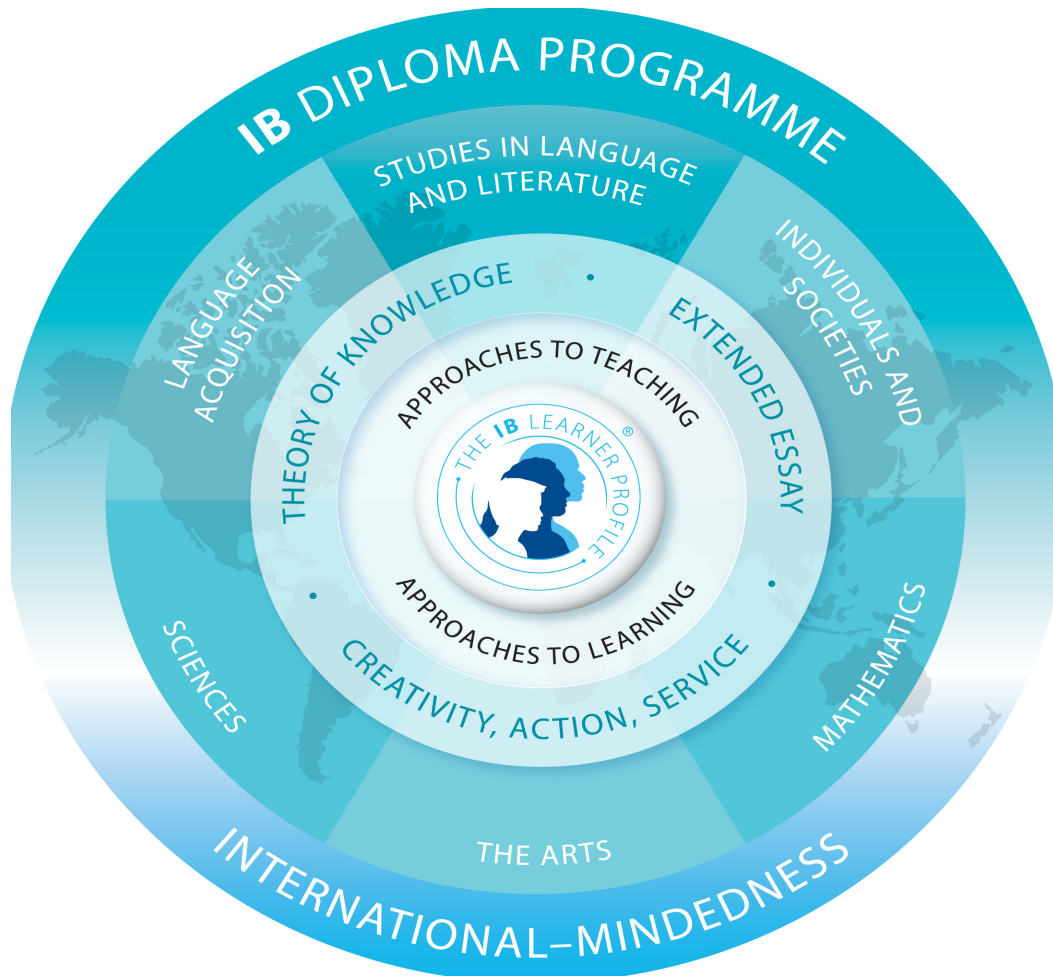 IB DIPLOMA PROGRAMME
STUDIES IN LANGUAGE
AND LITERATURE
LANGUAGE
ACQUISITION
INDIVIDUALS AND
SOCIETIES
THEORY OF KNOWLEDGE
·
EXTENDED ESSAY
APPROACHES TO TEACHING
THE IB LEARNER PROFILE
®
APPROACHES TO LEARNING
·
CREATIVITY, ACTION, SERVICE
·
SCIENCES
MATHEMATICS
THE ARTS
INTERNATIONAL–MINDEDNESS